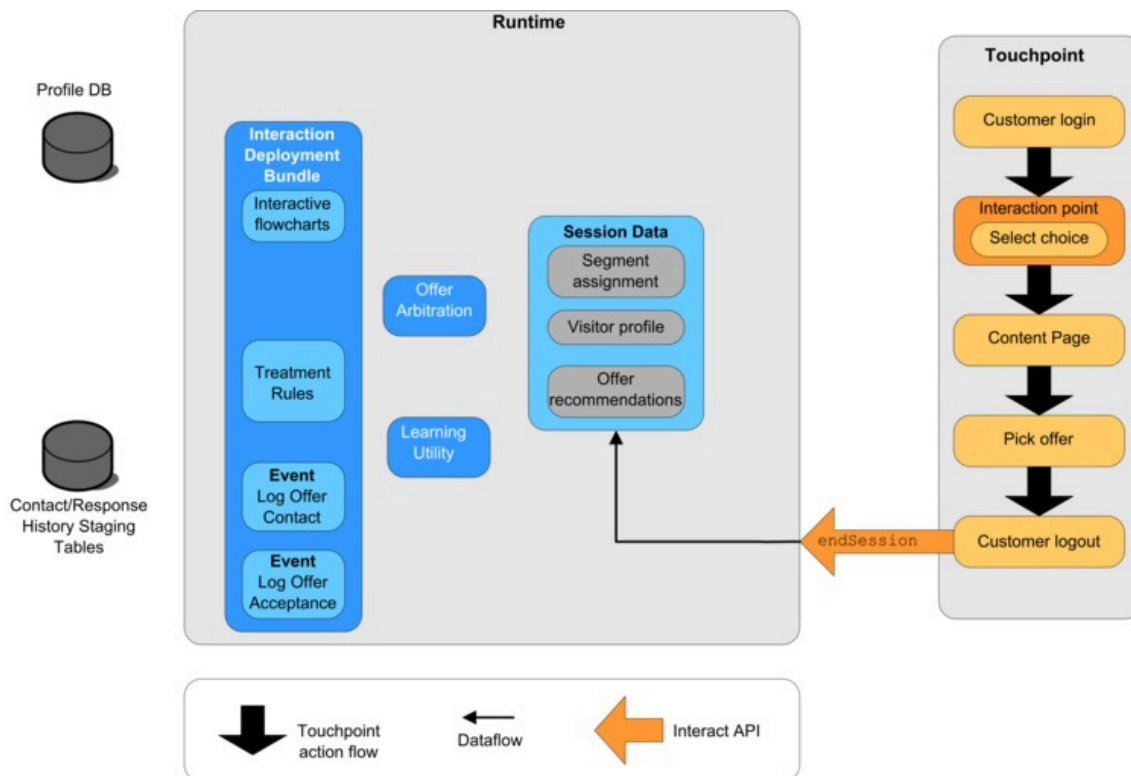 Runtime
Touchpoint
Profile DB
Customer login
Interaction
Deployment
Bundle
Interactive
flowcharts
Interaction point
Select choice
Session Data
Segment
assignment
Visitor profile
Offer
recommendations
Offer
Arbitration
Content Page
Treatment
Rules
Learning
Utility
Pick offer
Contact/Response
History Staging
Tables
Event
Log Offer
Contact
Event
Log Offer
Acceptance
endSession
Customer logout
Touchpoint
action flow
Dataflow
Interact API